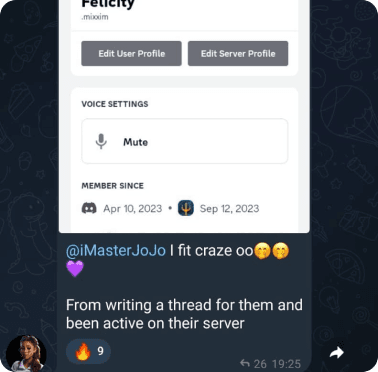 Felicity
.mixxim
Edit User Profile
Edit Server Profile
VOICE SETTINGS
Mute
MEMBER SINCE
Apr 10, 2023 • Sep 12, 2023
@iMasterJoJo I fit craze oo🤭🤭
💜
From writing a thread for them and
been active on their server
🔥 9
26 19:25